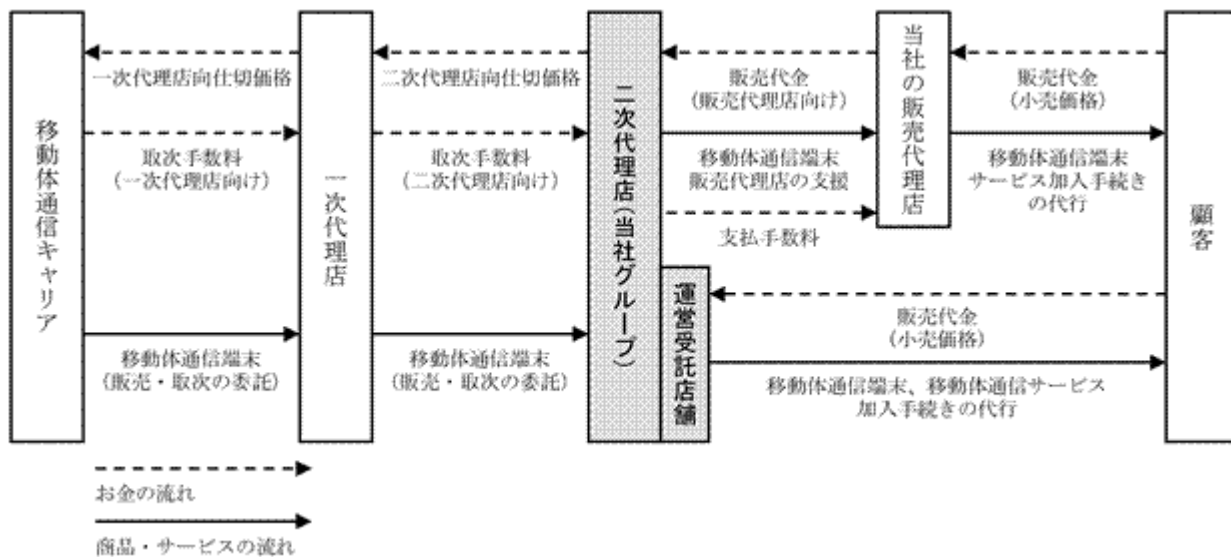 移動体通信キャリア
一次代理店向仕切価格
取次手数料
(一次代理店向け)
移動体通信端末
(販売・取次の委託)
一次代理店
二次代理店向仕切価格
取次手数料
(二次代理店向け)
移動体通信端末
(販売・取次の委託)
二次代理店(当社グループ)
運営受託店舗
販売代金
(販売代理店向け)
移動体通信端末
販売代理店の支援
支払手数料
当社の販売代理店
販売代金
(小売価格)
移動体通信端末
サービス加入手続き
の代行
販売代金
(小売価格)
移動体通信端末、移動体通信サービス
加入手続きの代行
顧客
お金の流れ
商品・サービスの流れ